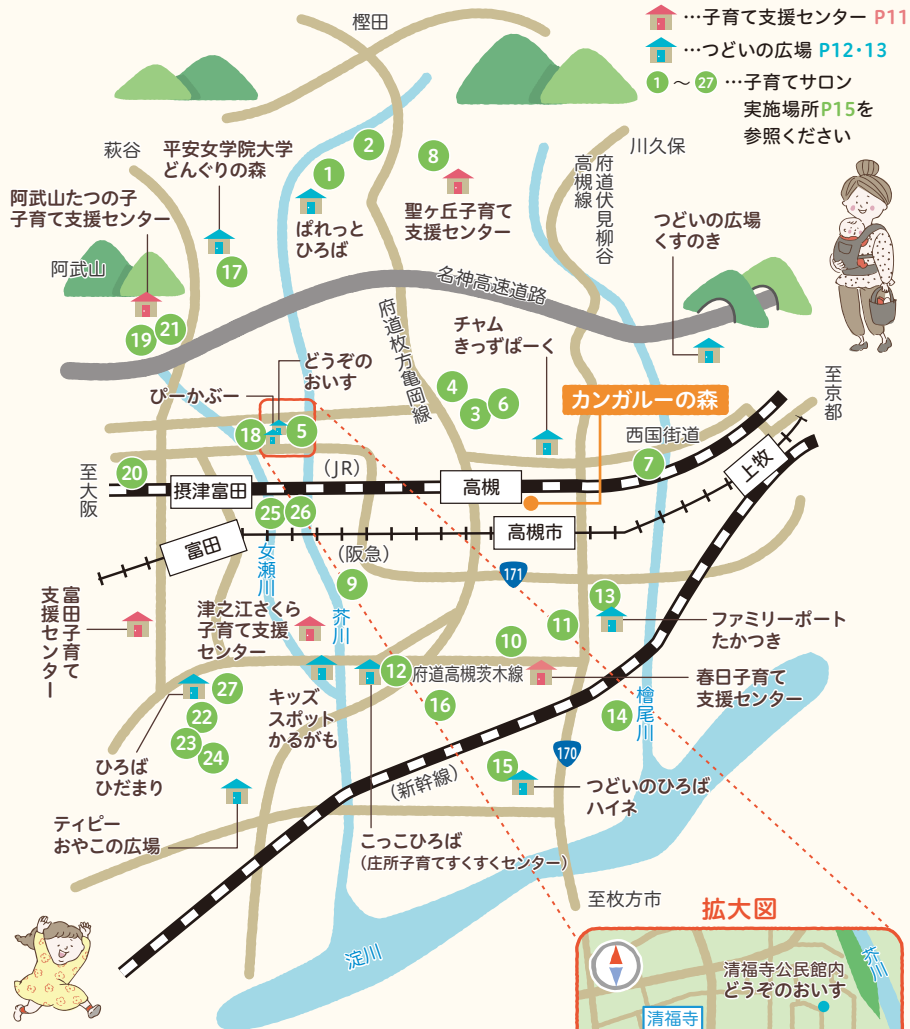 …子育て支援センター P11
…つどいの広場 P12・13
1 ～ 27 …子育てサロン
実施場所P15を
参照ください
樫田
萩谷
平安女学院大学
どんぐりの森
2
8
1
川久保
府道伏見柳谷
高槻線
阿武山たつの子
子育て支援センター
ぱれっと
ひろば
聖ヶ丘子育て
支援センター
つどいの広場
くすのき
阿武山
17
名神高速道路
19
21
府道枚方亀岡線
チャム
きっずぱーく
どうぞの
おいす
ぴーかぶー
4
3
6
カンガルーの森
至京都
18
5
西国街道
7
上牧
至大阪
20
(JR)
摂津富田
高槻
25
26
富田
高槻市
(阪急)
女瀬川
171
9
芥川
13
富田子育て
支援センター
津之江さくら
子育て支援
センター
11
10
ファミリーポート
たかつき
12
府道高槻茨木線
春日子育て
支援センター
27
キッズ
スポット
かるがも
16
14
檜尾川
22
23
24
ひろば
ひだまり
170
15
(新幹線)
つどいのひろば
ハイネ
ティピー
おやこの広場
こっこひろば
(庄所子育てすくすくセンター)
至枚方市
淀川
拡大図
清福寺公民館内
どうぞのおいす
芥川
清福寺